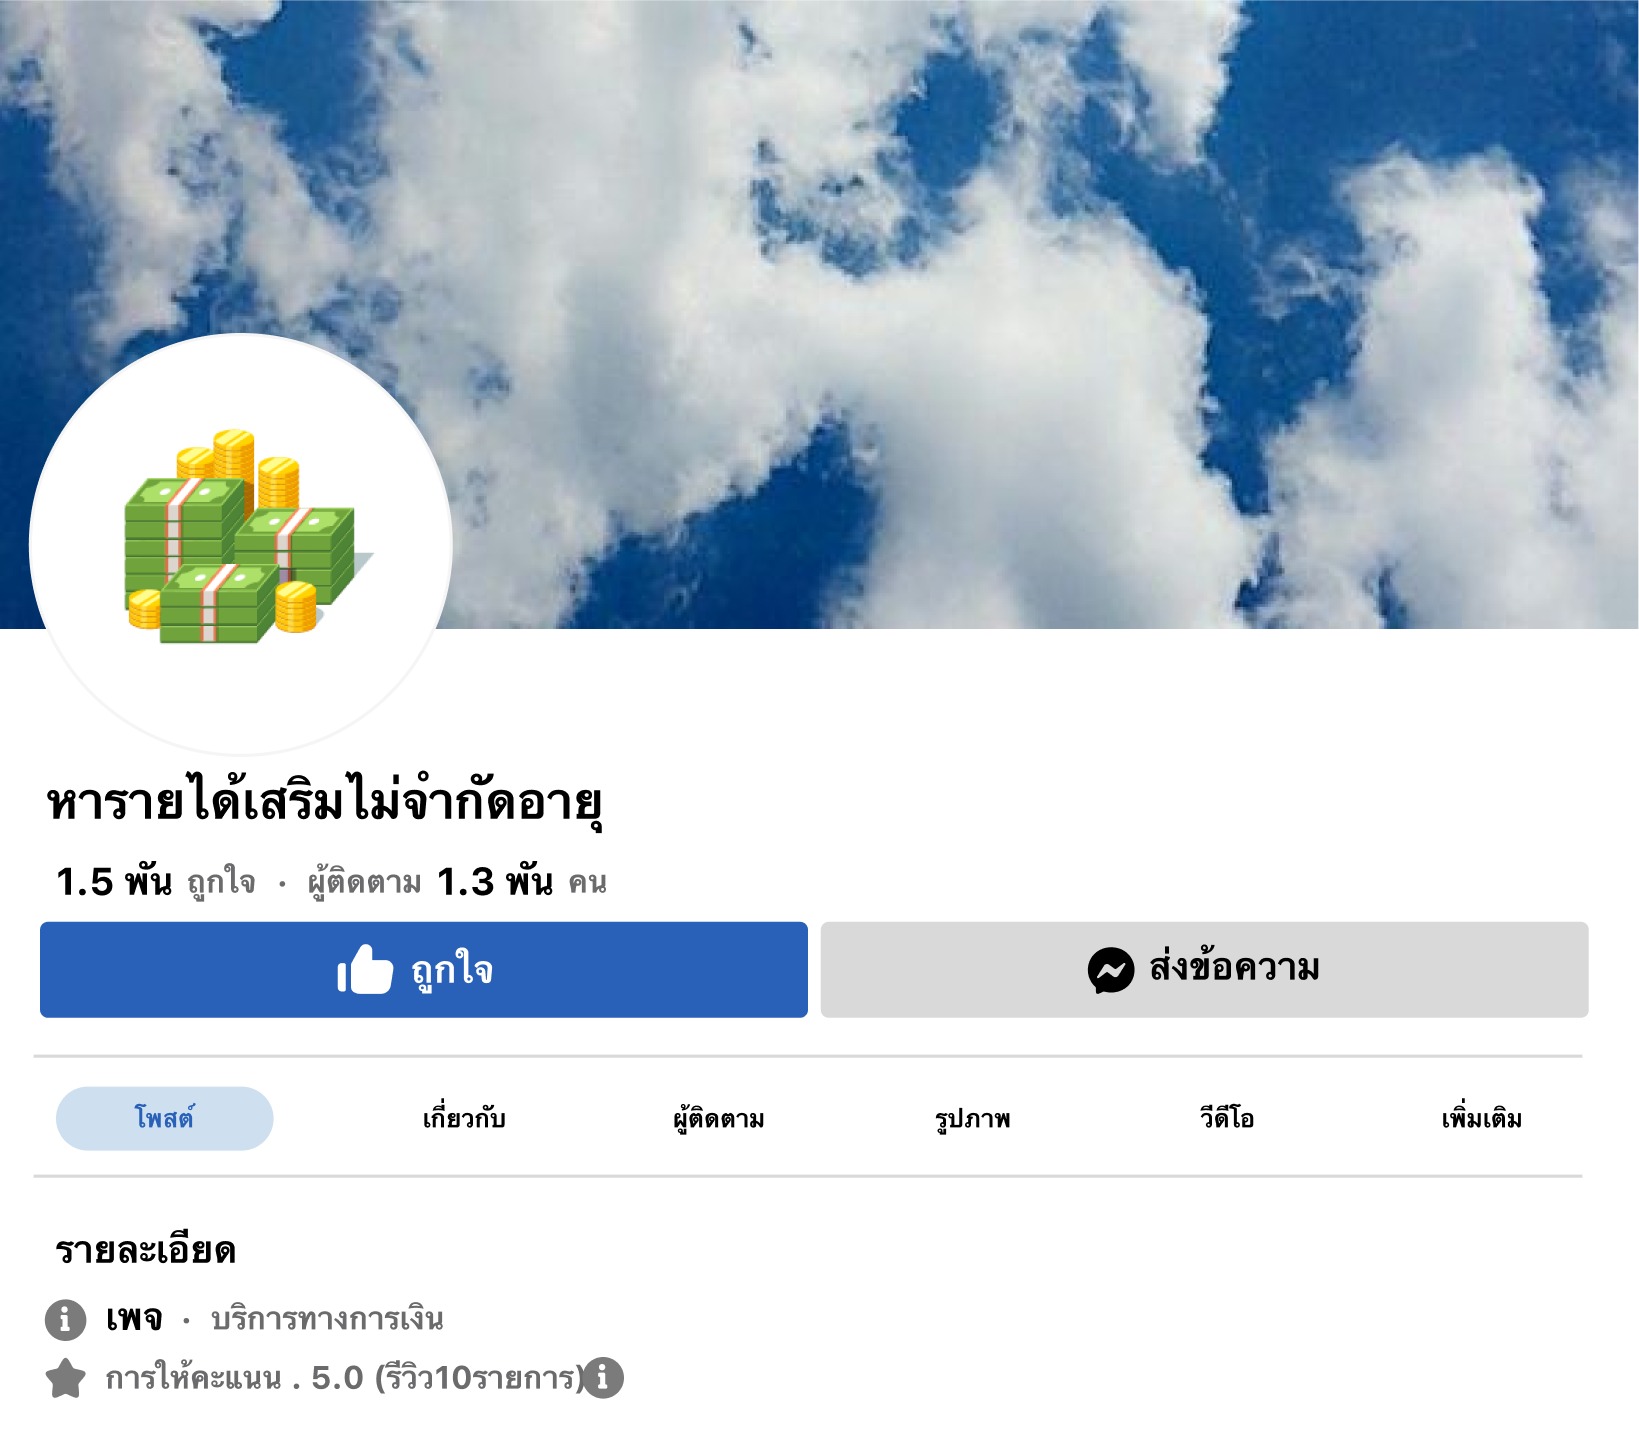 หารายได้เสริมไม่จำกัดอายุ
1.5 พัน ถูกใจ · ผู้ติดตาม 1.3 พัน คน
ถูกใจ ส่งข้อความ
โพสต์ เกี่ยวกับ ผู้ติดตาม รูปภาพ วีดีโอ เพิ่มเติม
รายละเอียด
เพจ · บริการทางการเงิน
การให้คะแนน . 5.0 (รีวิว10รายการ)